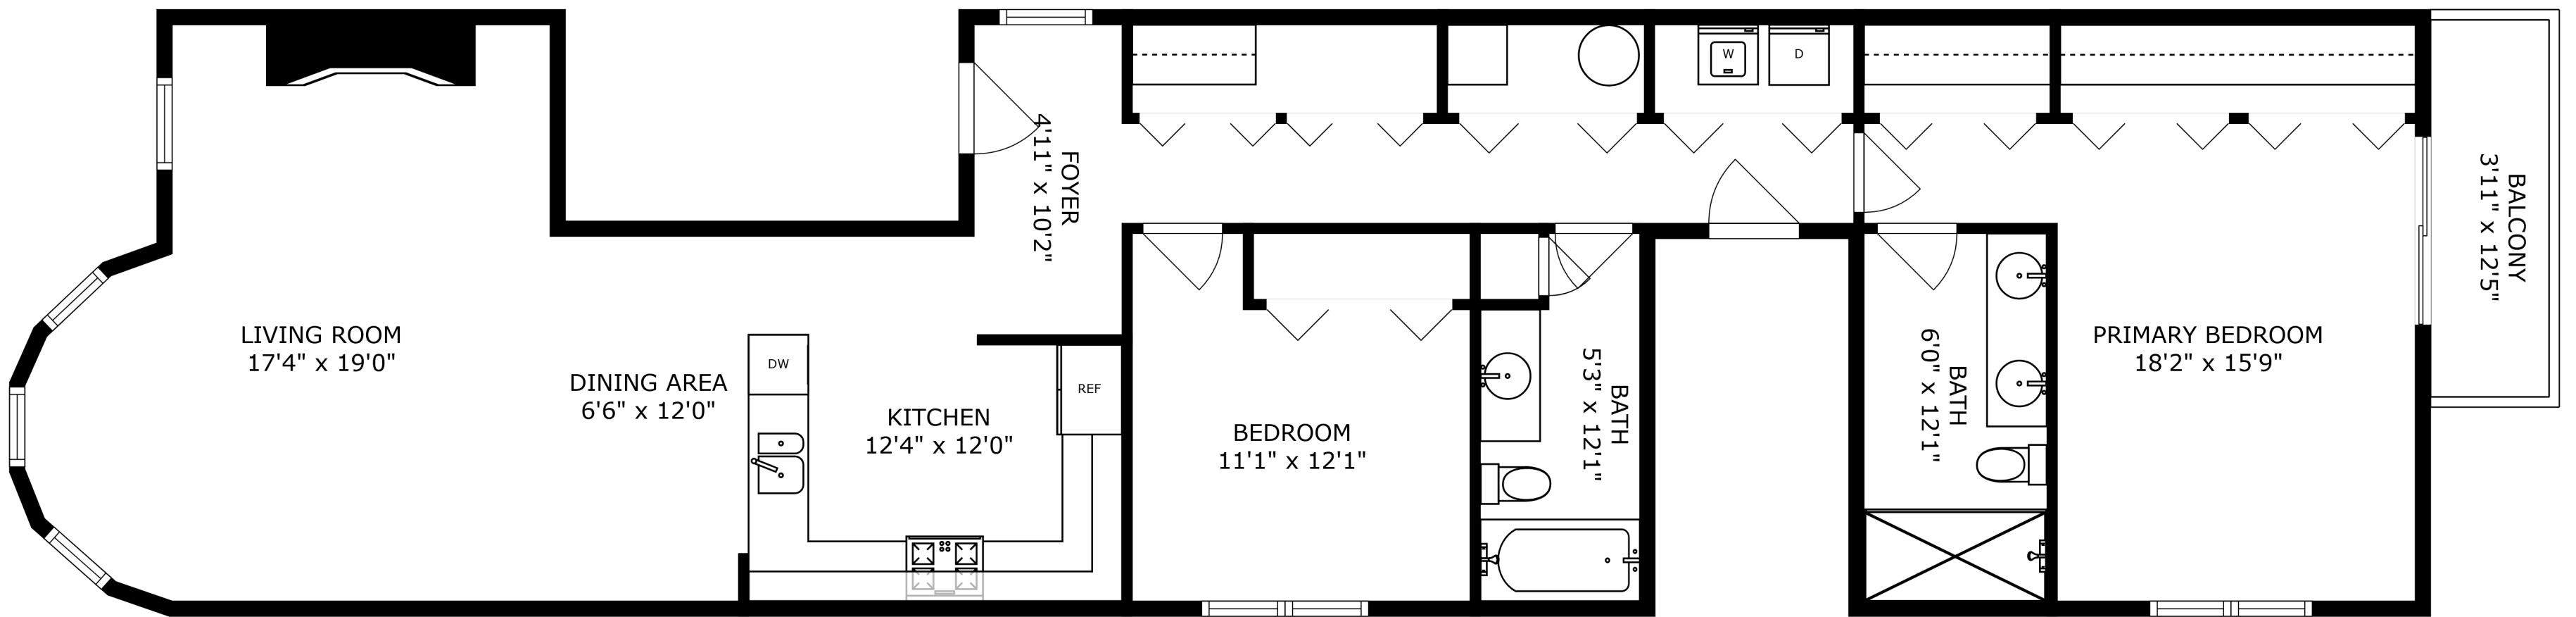 LIVING ROOM
17'4" x 19'0"
DINING AREA
6'6" x 12'0"
DW
KITCHEN
12'4" x 12'0"
REF
FOYER
4'11" x 10'2"
BEDROOM
11'1" x 12'1"
BATH
5'3" x 12'1"
W
D
BATH
6'0" x 12'1"
PRIMARY BEDROOM
18'2" x 15'9"
BALCONY
3'11" x 12'5"